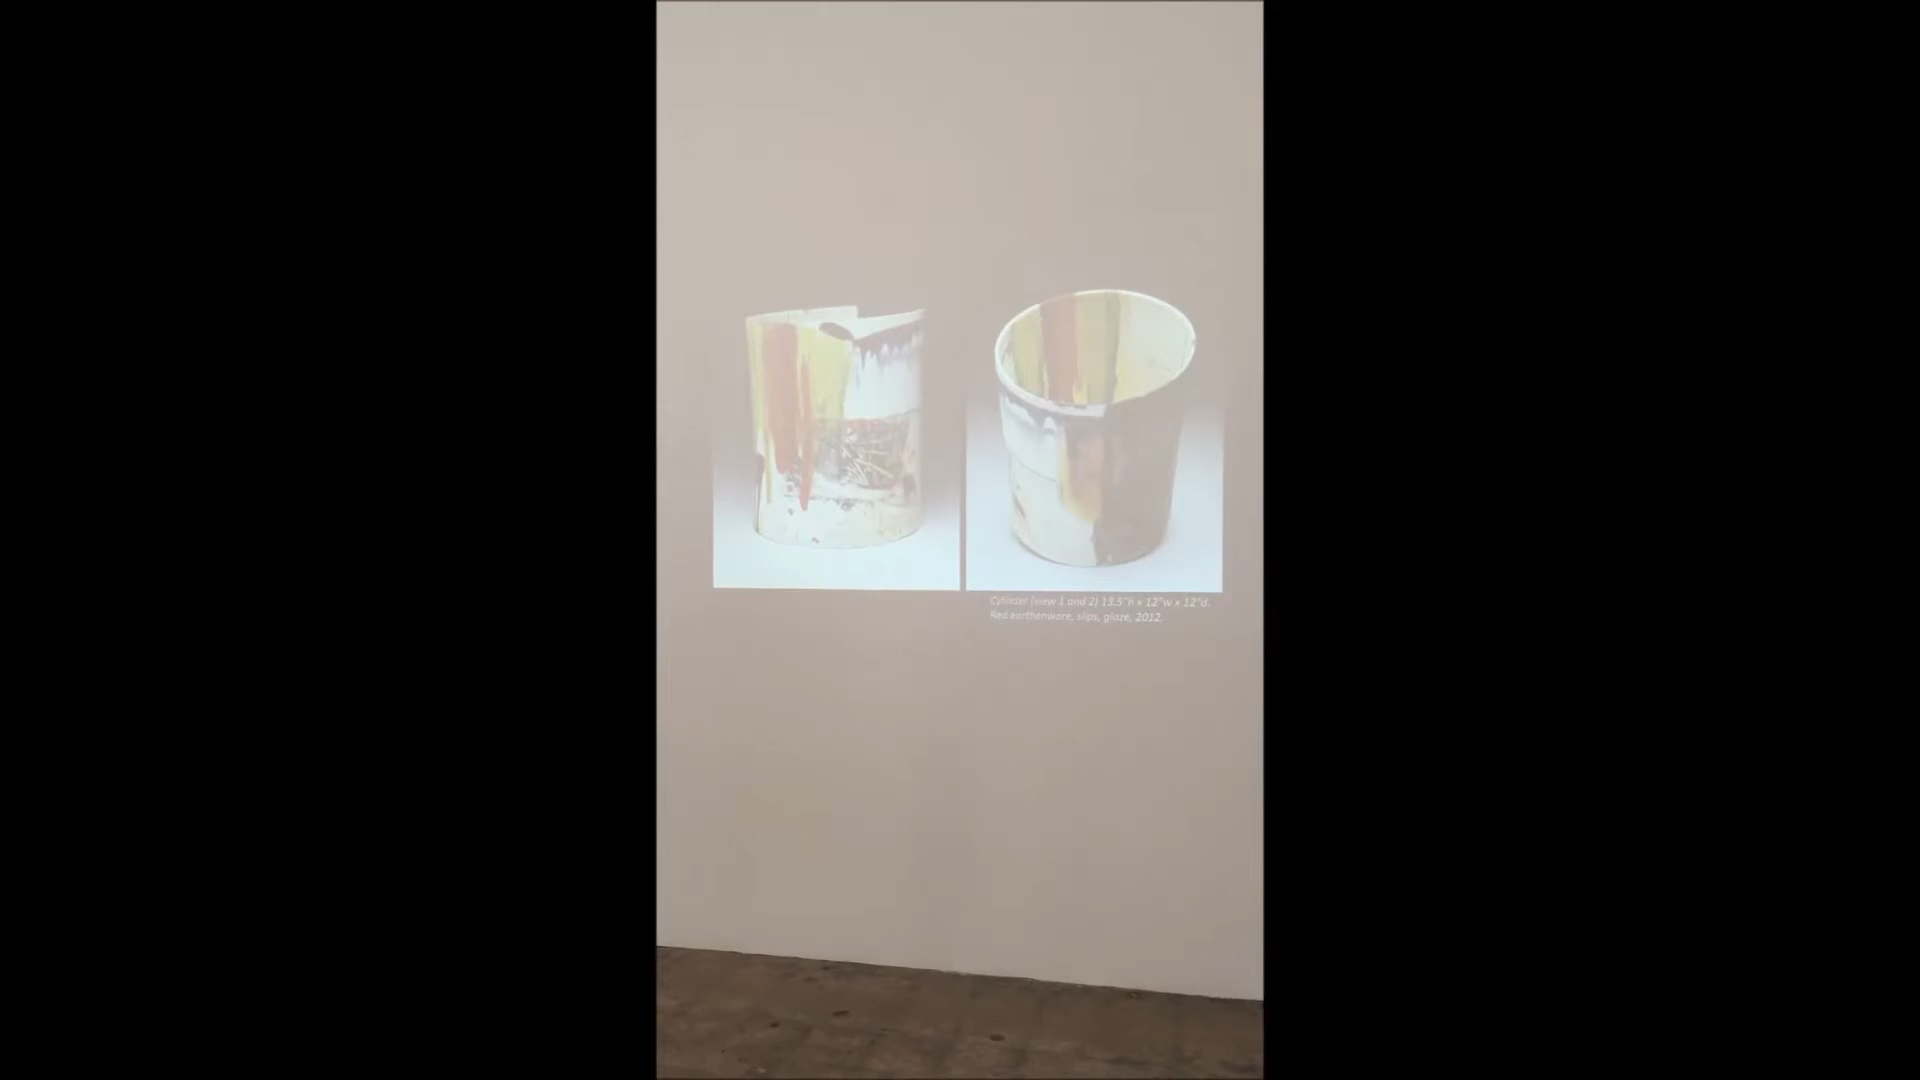 Cylinder (view 1 and 2) 13.5"h x 12"w x 12"d.
Red earthenware, slips, glaze, 2012.